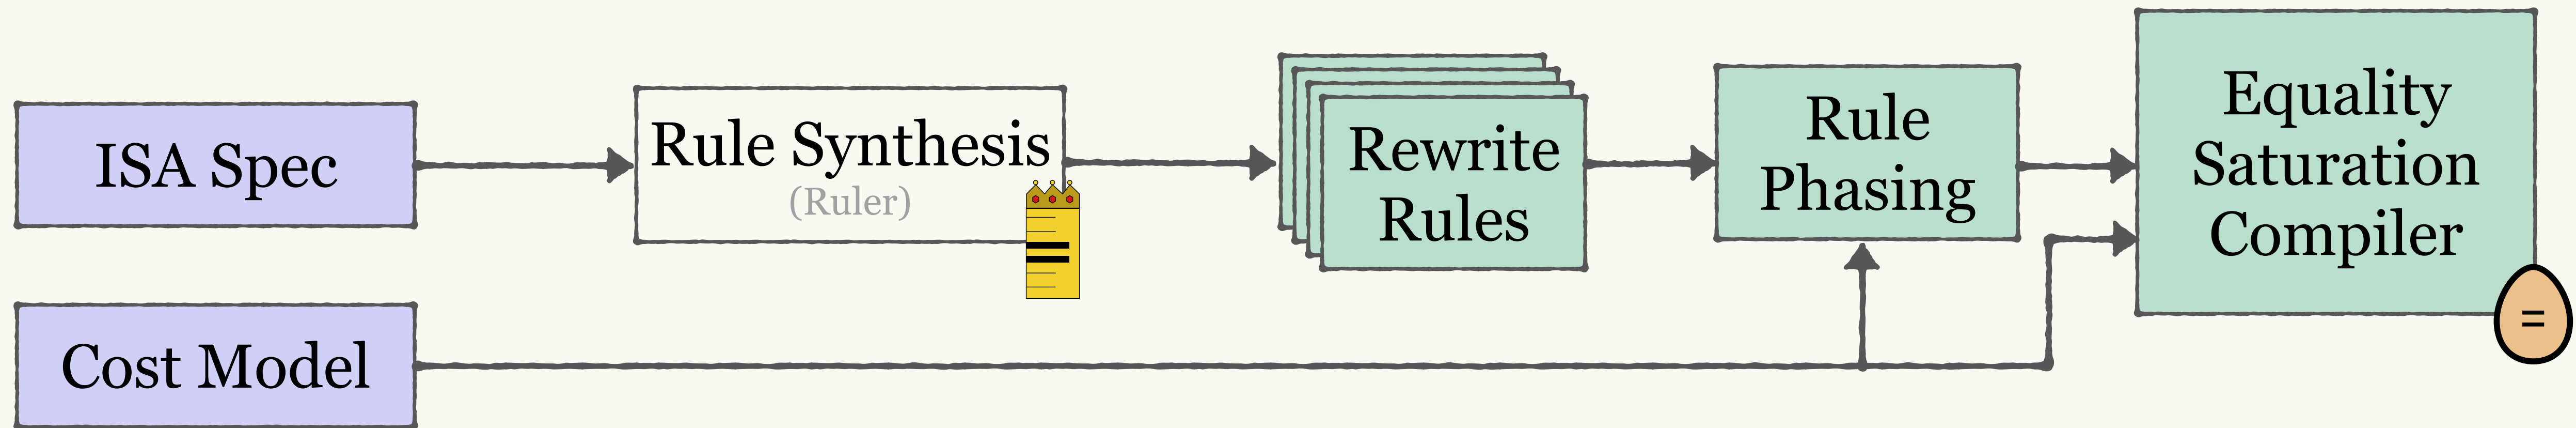 ISA Spec
Rule Synthesis
(Ruler)
Rewrite
Rules
Rule
Phasing
Equality
Saturation
Compiler
=
Cost Model